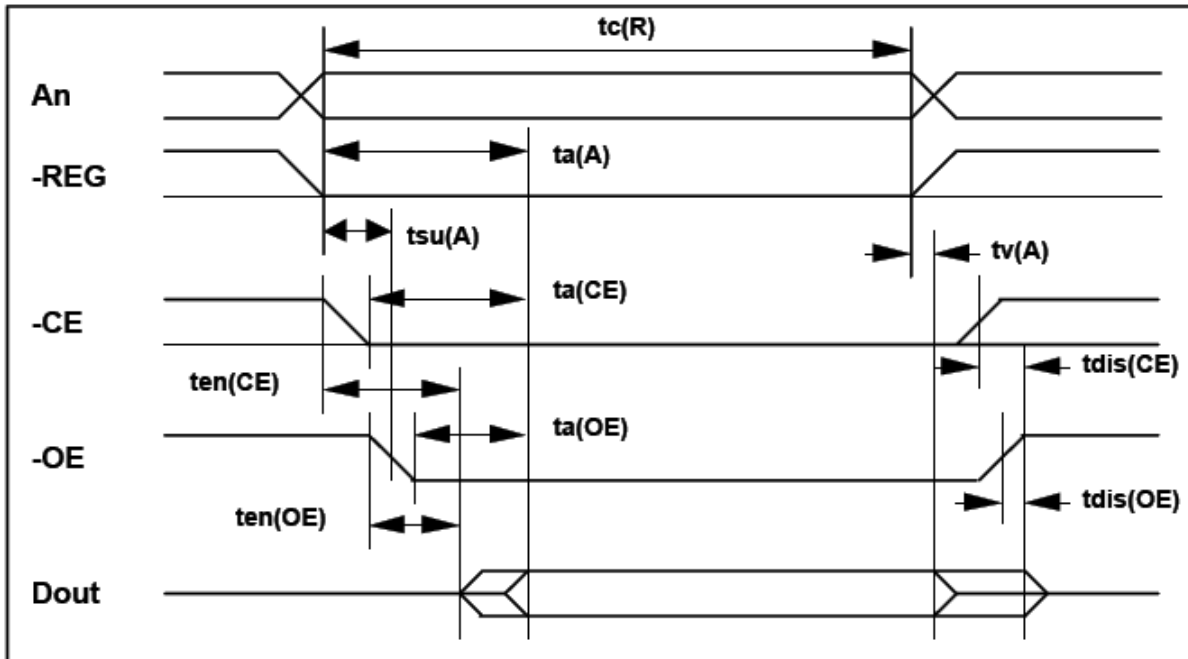 tc(R)
An
ta(A)
-REG
tsu(A)
tv(A)
ta(CE)
-CE
tdis(CE)
ten(CE)
ta(OE)
-OE
tdis(OE)
ten(OE)
Dout